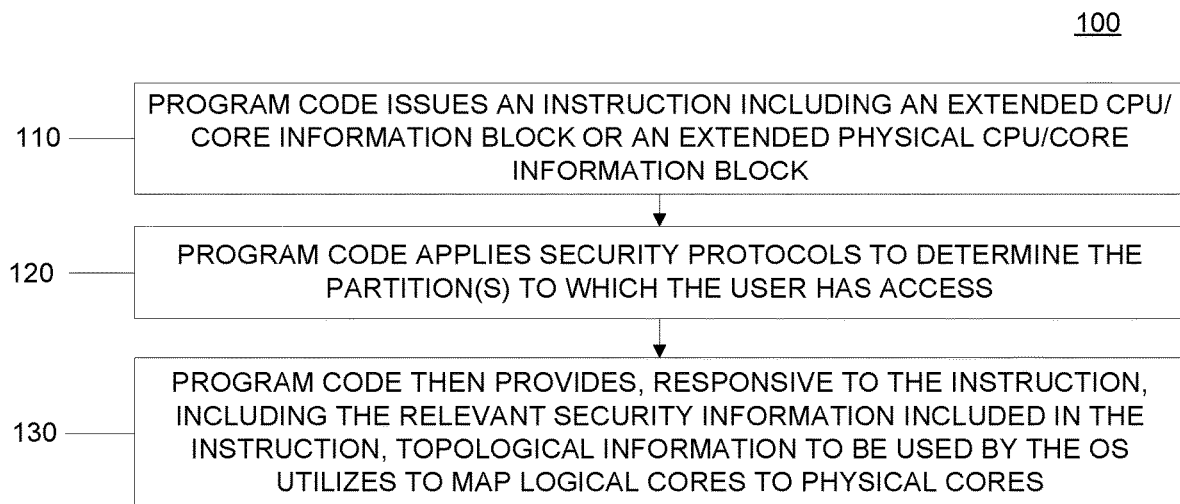 100
PROGRAM CODE ISSUES AN INSTRUCTION INCLUDING AN EXTENDED CPU/
110
CORE INFORMATION BLOCK OR AN EXTENDED PHYSICAL CPU/CORE
INFORMATION BLOCK
PROGRAM CODE APPLIES SECURITY PROTOCOLS TO DETERMINE THE
120
PARTITION(S) TO WHICH THE USER HAS ACCESS
PROGRAM CODE THEN PROVIDES, RESPONSIVE TO THE INSTRUCTION,
INCLUDING THE RELEVANT SECURITY INFORMATION INCLUDED IN THE
130
INSTRUCTION, TOPOLOGICAL INFORMATION TO BE USED BY THE OS
UTILIZES TO MAP LOGICAL CORES TO PHYSICAL CORES